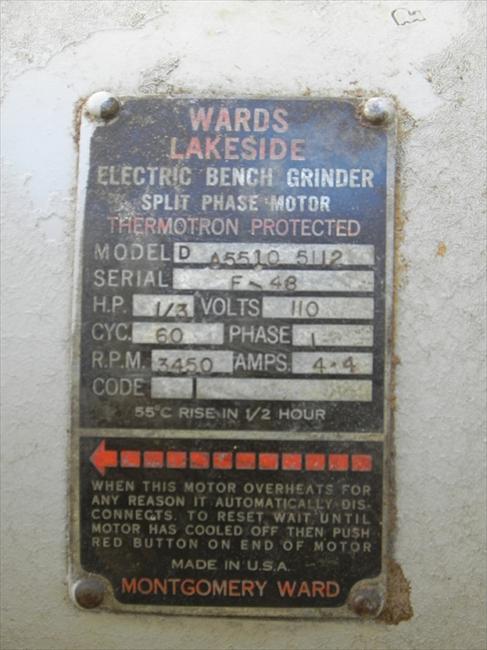 WARDS
LAKESIDE
ELECTRIC BENCH GRINDER
SPLIT PHASE MOTOR
THERMOTRON PROTECTED
MODEL D A5510 5112
SERIAL F-48
H.P. 1/3 VOLTS 110
CYC. 60 PHASE 1
R.P.M. 3450 AMPS. 4.4
CODE I
55°C RISE IN 1/2 HOUR
WHEN THIS MOTOR OVERHEATS FOR
ANY REASON IT AUTOMATICALLY DIS-
CONNECTS. TO RESET WAIT UNTIL
MOTOR HAS COOLED OFF THEN PUSH
RED BUTTON ON END OF MOTOR
MADE IN U.S.A.
MONTGOMERY WARD